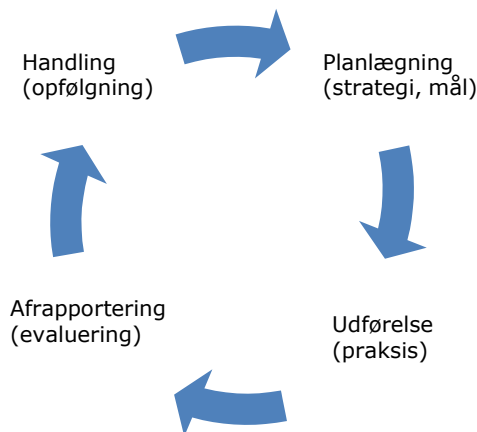 Handling
(opfølgning)
Planlægning
(strategi, mål)
Udførelse
(praksis)
Afrapportering
(evaluering)